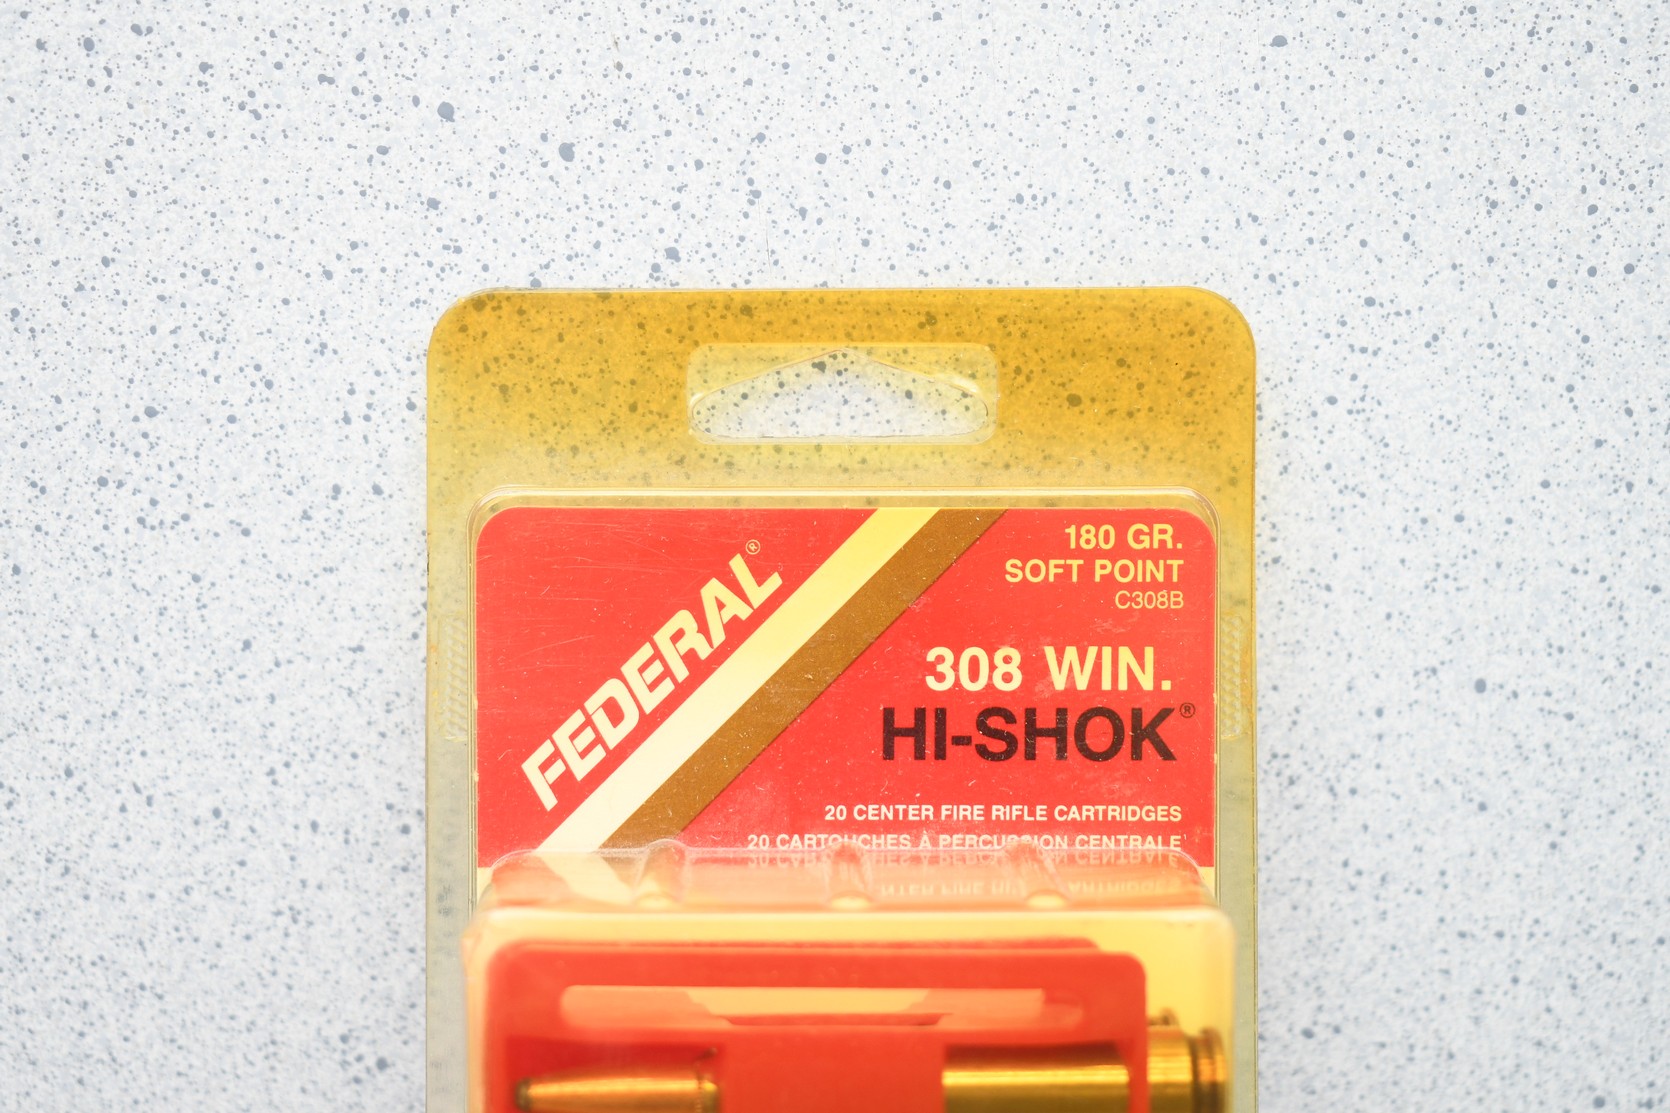 FEDERAL®
180 GR.
SOFT POINT
C308B
308 WIN.
HI-SHOK®
20 CENTER FIRE RIFLE CARTRIDGES
20 CARTOUCHES À PERCUSSION CENTRALE